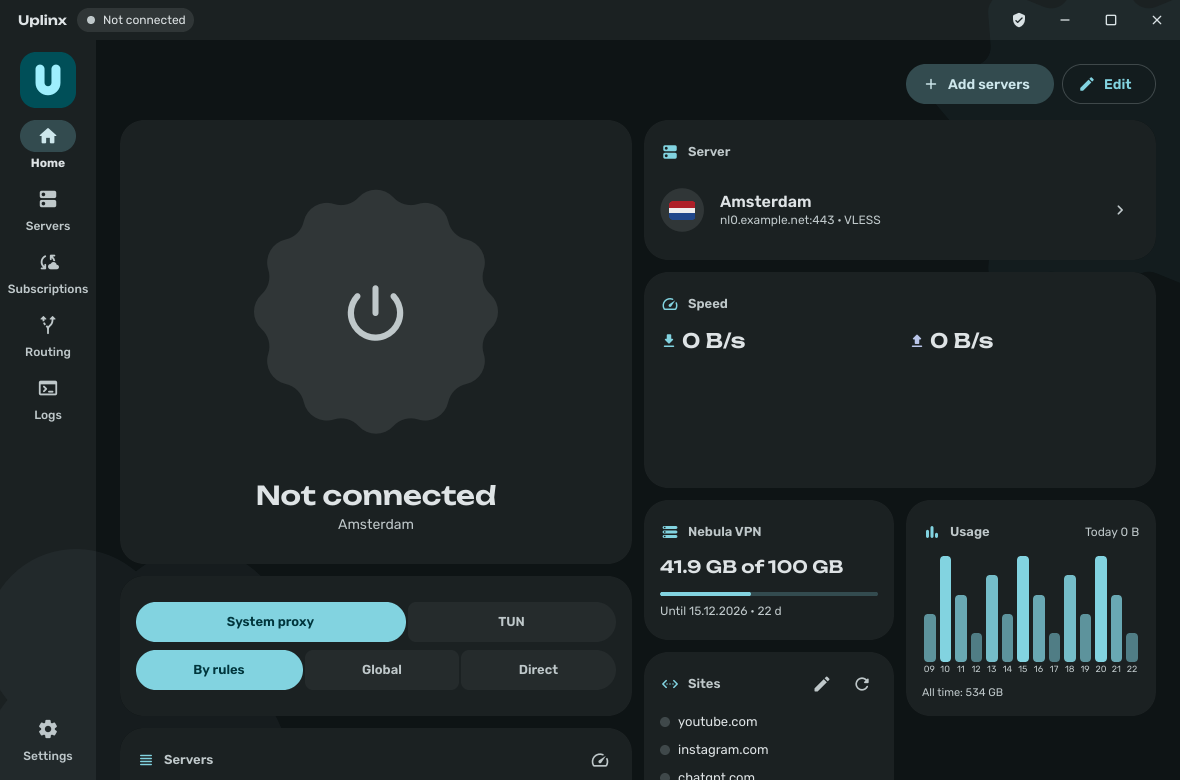 Uplinx
Not connected
U
Home
Servers
Subscriptions
Routing
Logs
Settings
Add servers
Edit
Not connected
Amsterdam
System proxy
TUN
By rules
Global
Direct
Servers
Server
Amsterdam
nl0.example.net:443 • VLESS
Speed
0 B/s
0 B/s
Nebula VPN
41.9 GB of 100 GB
Until 15.12.2026 • 22 d
Usage
Today 0 B
09 10 11 12 13 14 15 16 17 18 19 20 21 22
All time: 534 GB
Sites
youtube.com
instagram.com
chatgpt.com